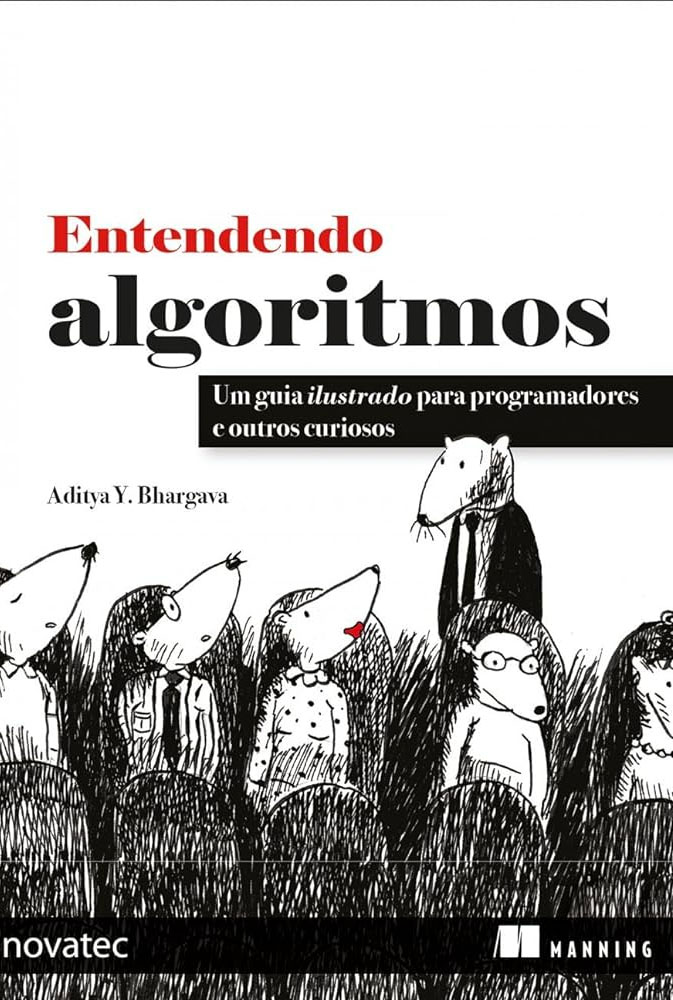 Entendendo
algoritmos
Um guia ilustrado para programadores
e outros curiosos
Aditya Y. Bhargava
novatec
MANNING